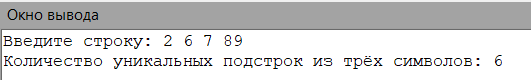 Окно вывода
Введите строку: 2 6 7 89
Количество уникальных подстрок из трёх символов: 6